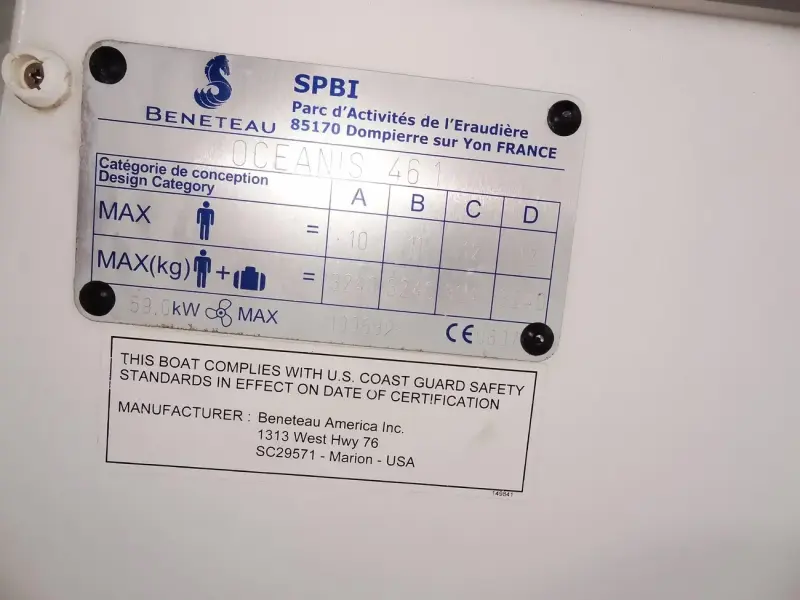 BENETEAU
SPBI
Parc d'Activités de l'Eraudière
85170 Dompierre sur Yon FRANCE
OCEANIS 461
Catégorie de conception
Design Category
A B C D
MAX = 10
MAX(kg) + =
59.0kW MAX CE
THIS BOAT COMPLIES WITH U.S. COAST GUARD SAFETY
STANDARDS IN EFFECT ON DATE OF CERTIFICATION
MANUFACTURER : Beneteau America Inc.
1313 West Hwy 76
SC29571 - Marion - USA